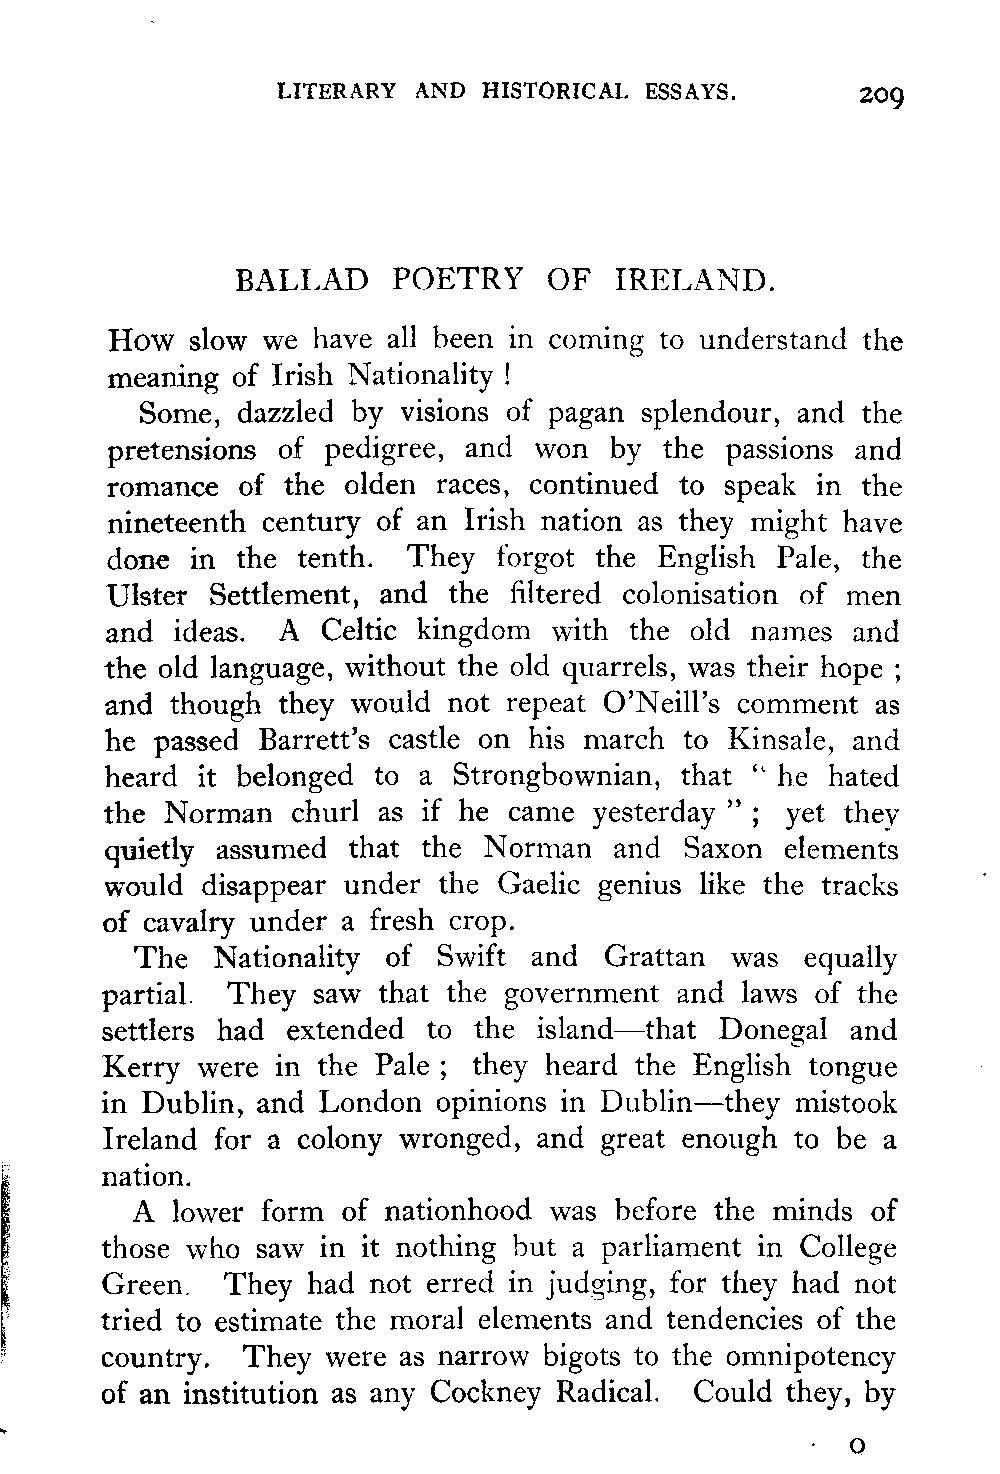 LITERARY AND HISTORICAL ESSAYS. 209
BALLAD POETRY OF IRELAND.
How slow we have all been in coming to understand the
meaning of Irish Nationality !
Some, dazzled by visions of pagan splendour, and the
pretensions of pedigree, and won by the passions and
romance of the olden races, continued to speak in the
nineteenth century of an Irish nation as they might have
done in the tenth. They forgot the English Pale, the
Ulster Settlement, and the filtered colonisation of men
and ideas. A Celtic kingdom with the old names and
the old language, without the old quarrels, was their hope ;
and though they would not repeat O'Neill's comment as
he passed Barrett's castle on his march to Kinsale, and
heard it belonged to a Strongbownian, that “ he hated
the Norman churl as if he came yesterday ” ; yet they
quietly assumed that the Norman and Saxon elements
would disappear under the Gaelic genius like the tracks
of cavalry under a fresh crop.
The Nationality of Swift and Grattan was equally
partial. They saw that the government and laws of the
settlers had extended to the island—that Donegal and
Kerry were in the Pale ; they heard the English tongue
in Dublin, and London opinions in Dublin—they mistook
Ireland for a colony wronged, and great enough to be a
nation.
A lower form of nationhood was before the minds of
those who saw in it nothing but a parliament in College
Green. They had not erred in judging, for they had not
tried to estimate the moral elements and tendencies of the
country. They were as narrow bigots to the omnipotency
of an institution as any Cockney Radical. Could they, by
O